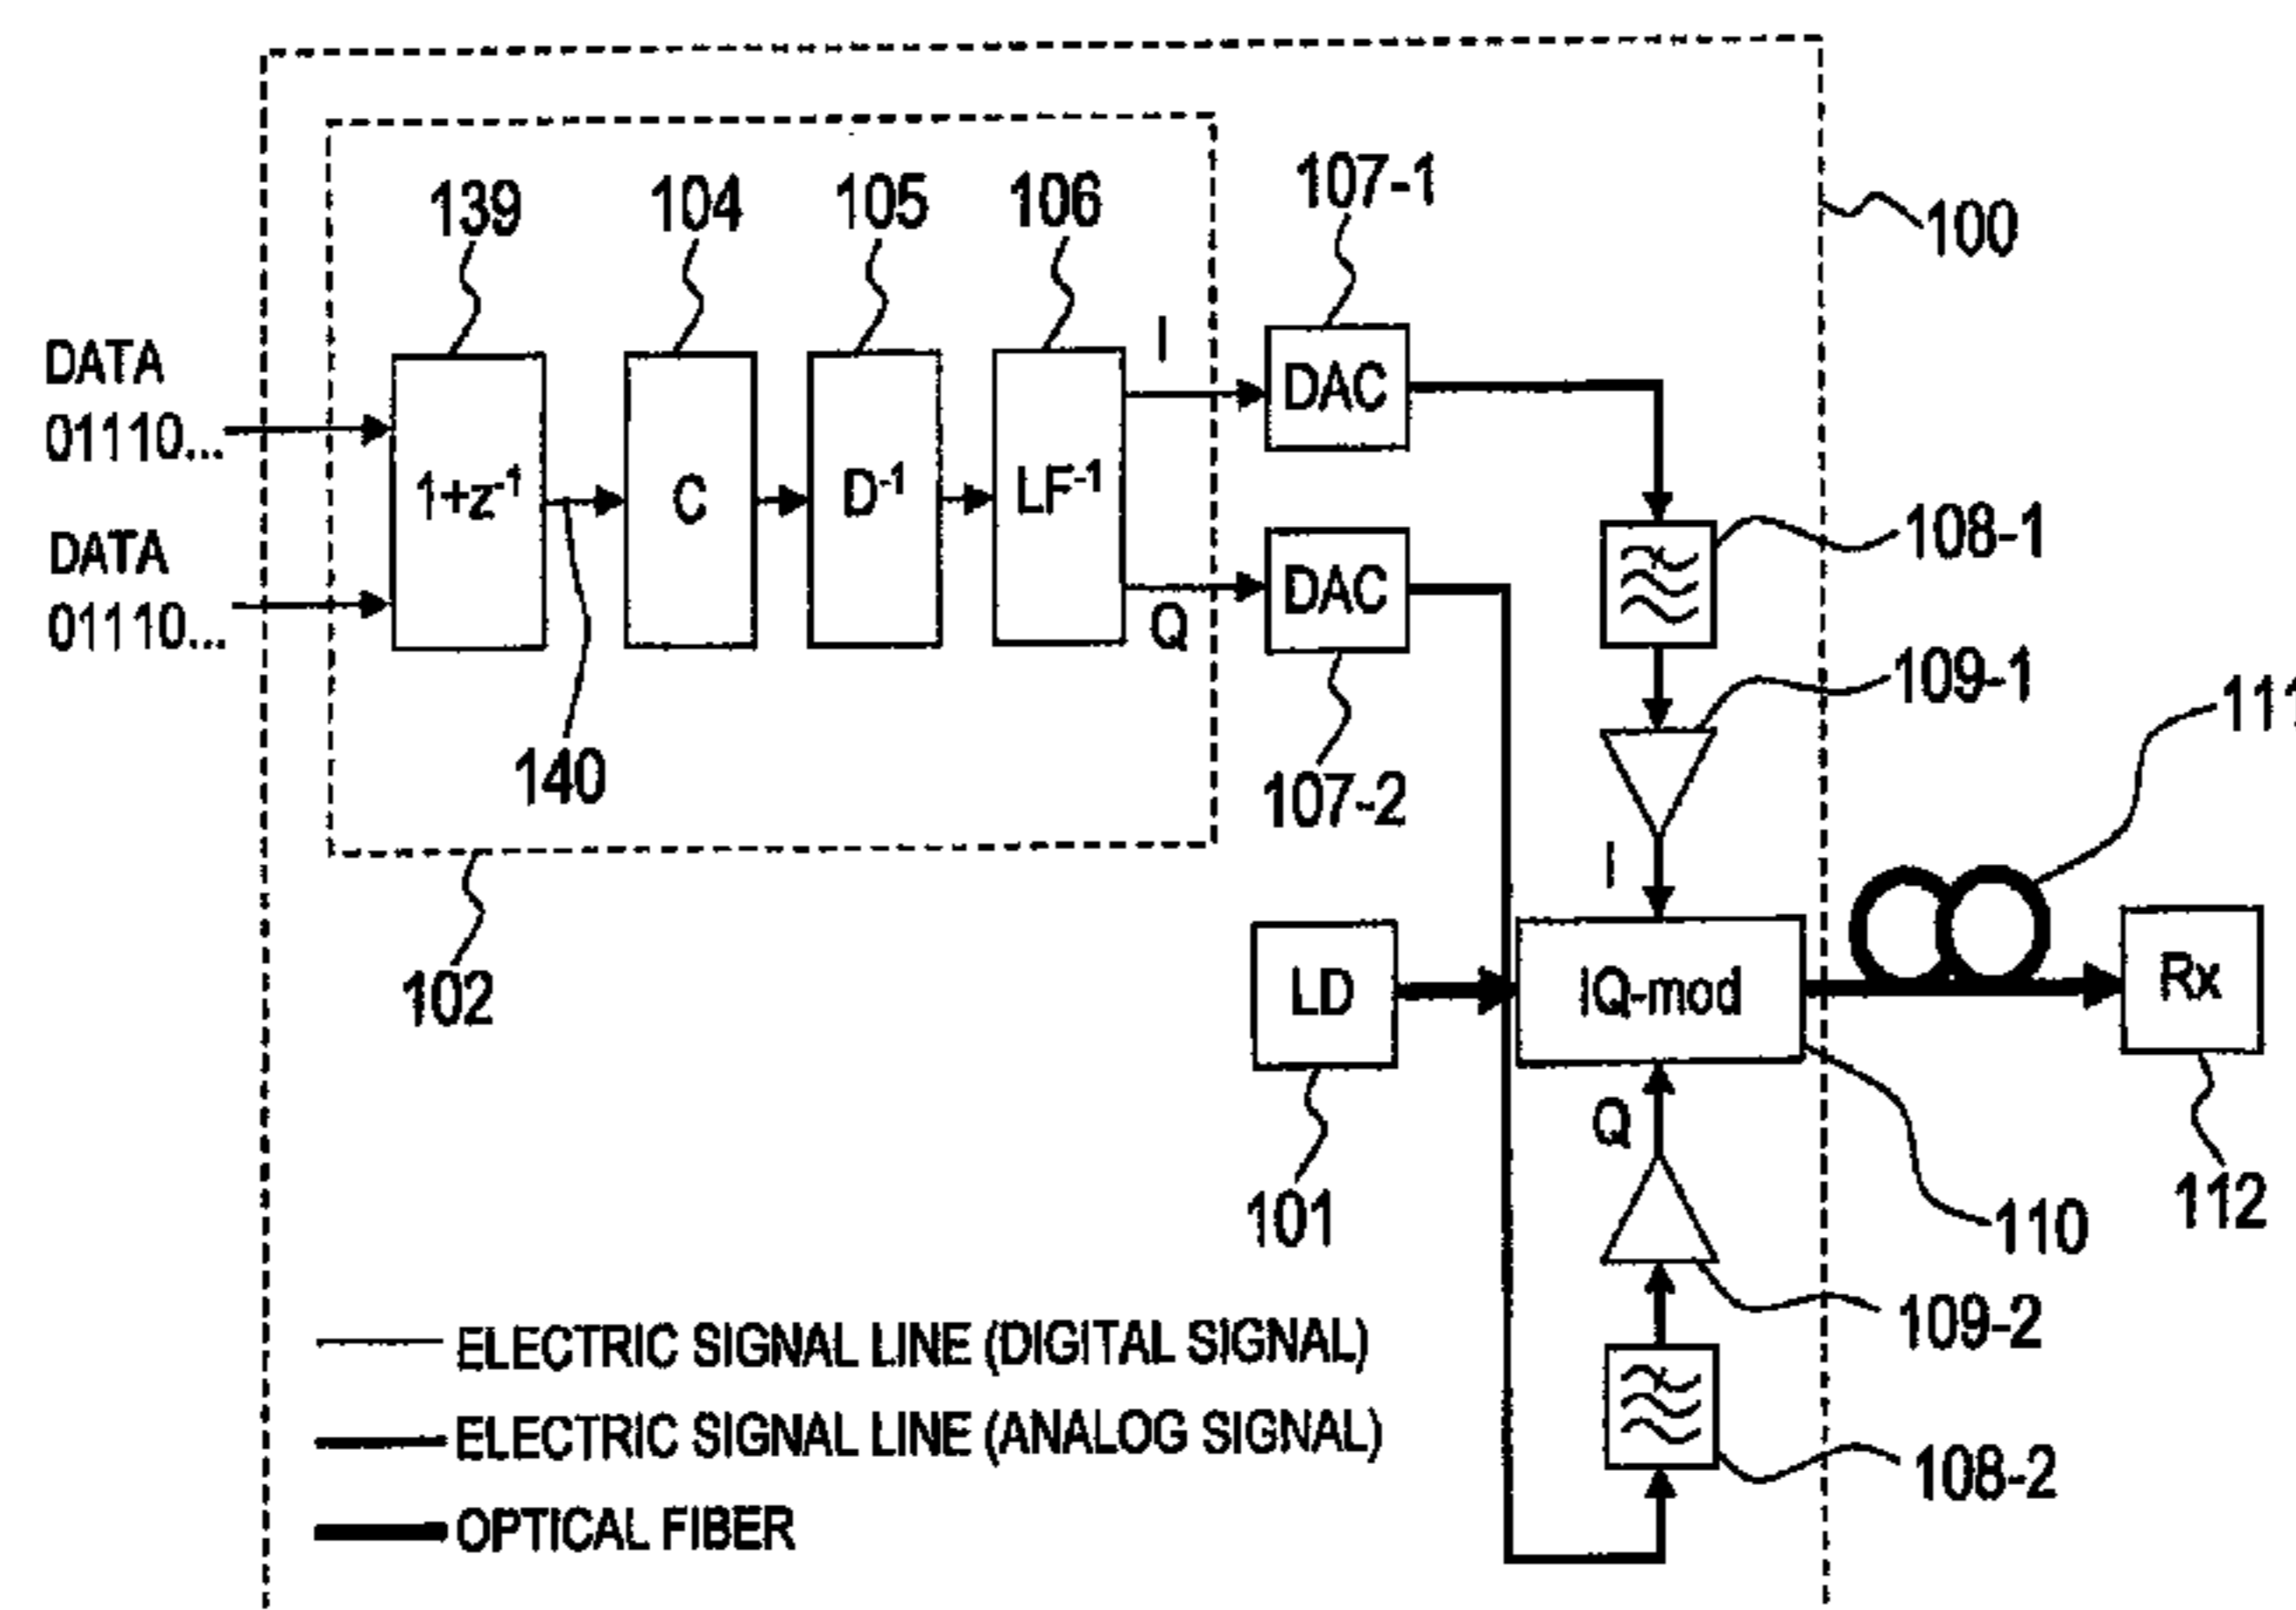 107-1
139
104
105
106
100
I
DATA
01110...
DAC
1+z-1
C
D-1
LF-1
108-1
DATA
01110...
DAC
Q
109-1
111
140
107-2
I
102
LD
IQ-mod
Rx
Q
101
112
110
109-2
ELECTRIC SIGNAL LINE (DIGITAL SIGNAL)
ELECTRIC SIGNAL LINE (ANALOG SIGNAL)
108-2
OPTICAL FIBER